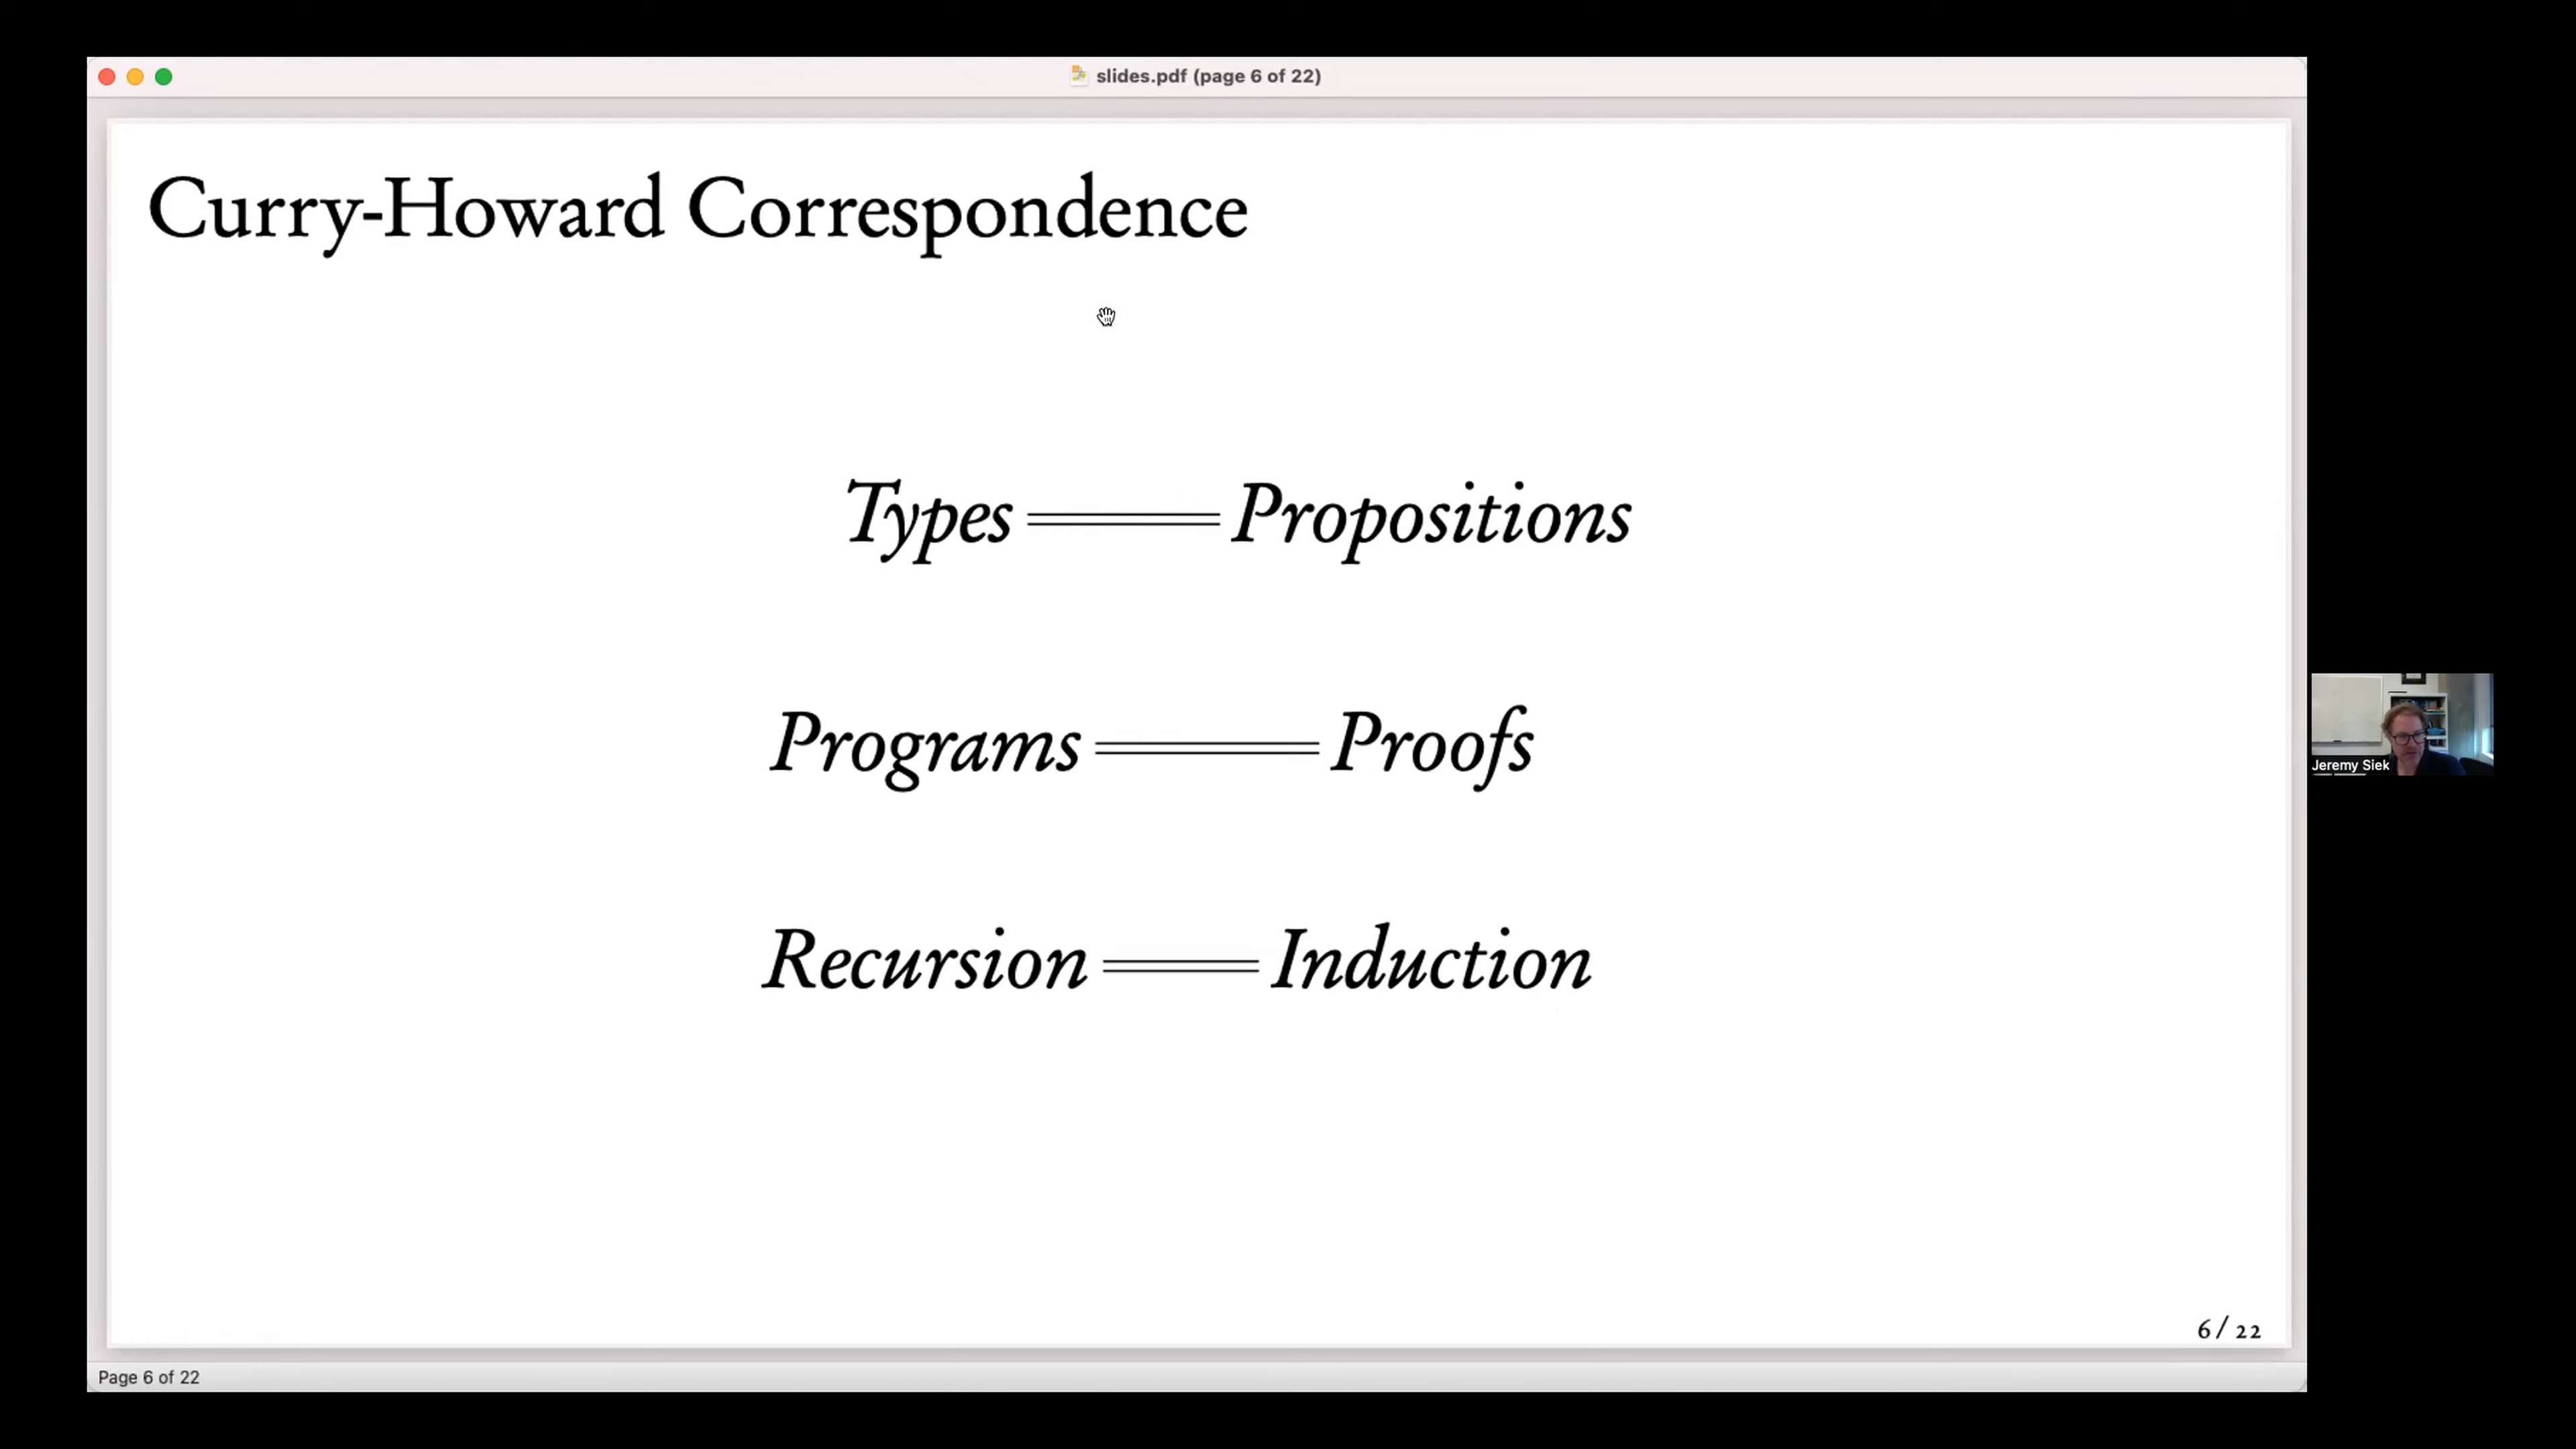 slides.pdf (page 6 of 22)
Curry-Howard Correspondence
Types Propositions
Programs Proofs
Recursion Induction
Jeremy Siek
6 / 22
Page 6 of 22